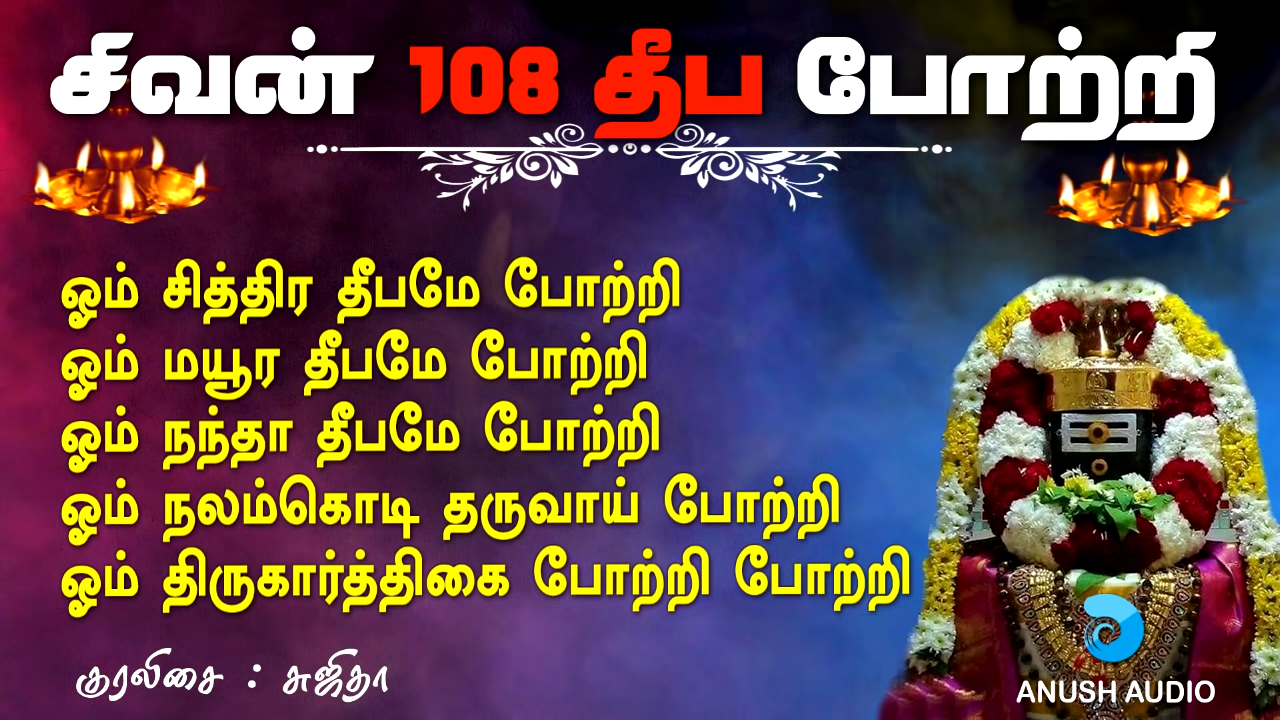 சிவன் 108 தீப போற்றி
ஓம் சித்திர தீபமே போற்றி
ஓம் மயூர தீபமே போற்றி
ஓம் நந்தா தீபமே போற்றி
ஓம் நலம்கொடி தருவாய் போற்றி
ஓம் திருகார்த்திகை போற்றி போற்றி
குரலிசை : சுஜிதா
ANUSH AUDIO